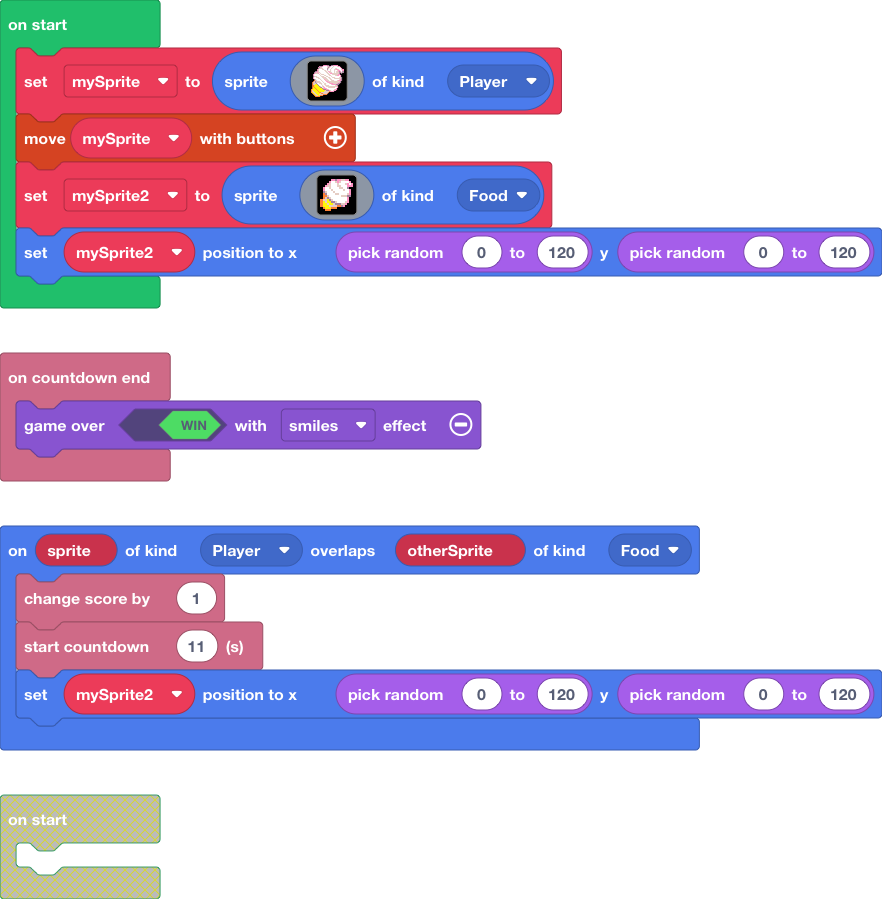 on start
set mySprite to sprite of kind Player
move mySprite with buttons
set mySprite2 to sprite of kind Food
set mySprite2 position to x pick random 0 to 120 y pick random 0 to 120
on countdown end
game over WIN with smiles effect
on sprite of kind Player overlaps otherSprite of kind Food
change score by 1
start countdown 11 (s)
set mySprite2 position to x pick random 0 to 120 y pick random 0 to 120
on start